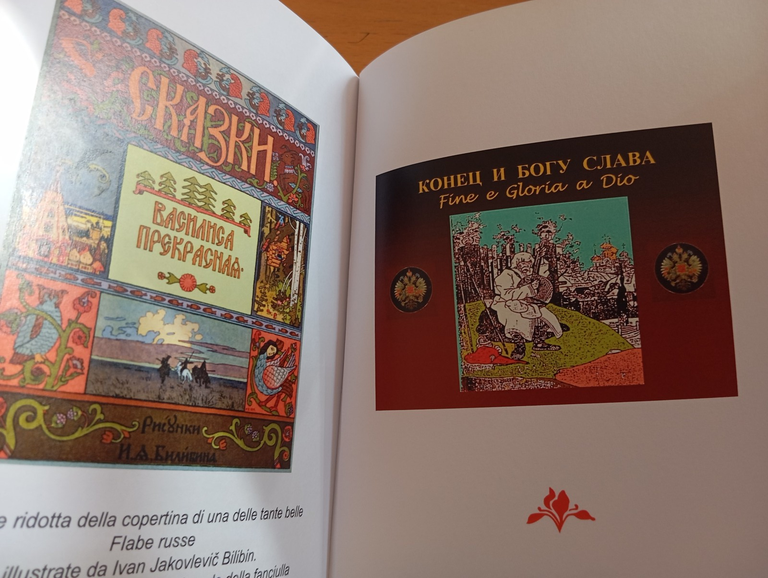 СКАЗКИ
ВАСИЛИСА
ПРЕКРАСНАЯ.
РИСУНКИ
И. Я. БИЛИБИНА
e ridotta della copertina di una delle tante belle
Flabe russe
illustrate da Ivan Jakovlevič Bilibin.
della fanciulla
КОНЕЦ И БОГУ СЛАВА
Fine e Gloria a Dio